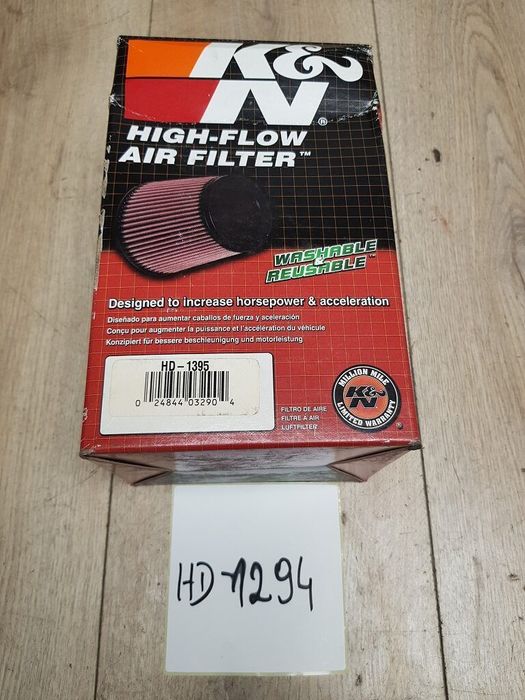 K&N
®
HIGH-FLOW
AIR FILTER™
WASHABLE
&
REUSABLE™
Designed to increase horsepower & acceleration
Diseñado para aumentar caballos de fuerza y aceleración
Conçu pour augmenter la puissance et l'accélération du véhicule
Konzipiert für bessere beschleunigung und motorleistung
HD-1395
0 24844 03290 4
FILTRO DE AIRE
FILTRE A AIR
LUFTFILTER
MILLION MILE
K&N
LIMITED WARRANTY
®
HD-1294